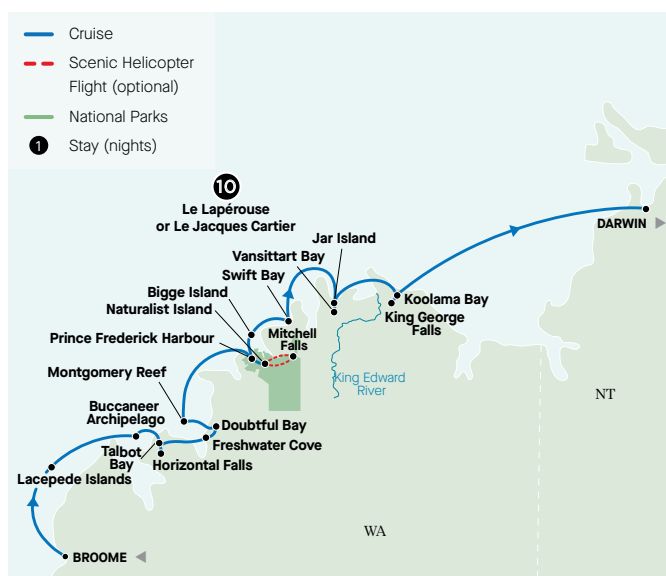 Cruise
Scenic Helicopter
Flight (optional)
National Parks
1 Stay (nights)
10
Le Lapérouse
or Le Jacques Cartier
Jar Island
Vansittart Bay
Swift Bay
Bigge Island
Naturalist Island
Prince Frederick Harbour
Mitchell
Falls
Montgomery Reef
Buccaneer
Archipelago
Talbot
Bay
Lacepede Islands
BROOME
Horizontal Falls
Freshwater Cove
Doubtful Bay
King Edward
River
Koolama Bay
King George
Falls
DARWIN
NT
WA